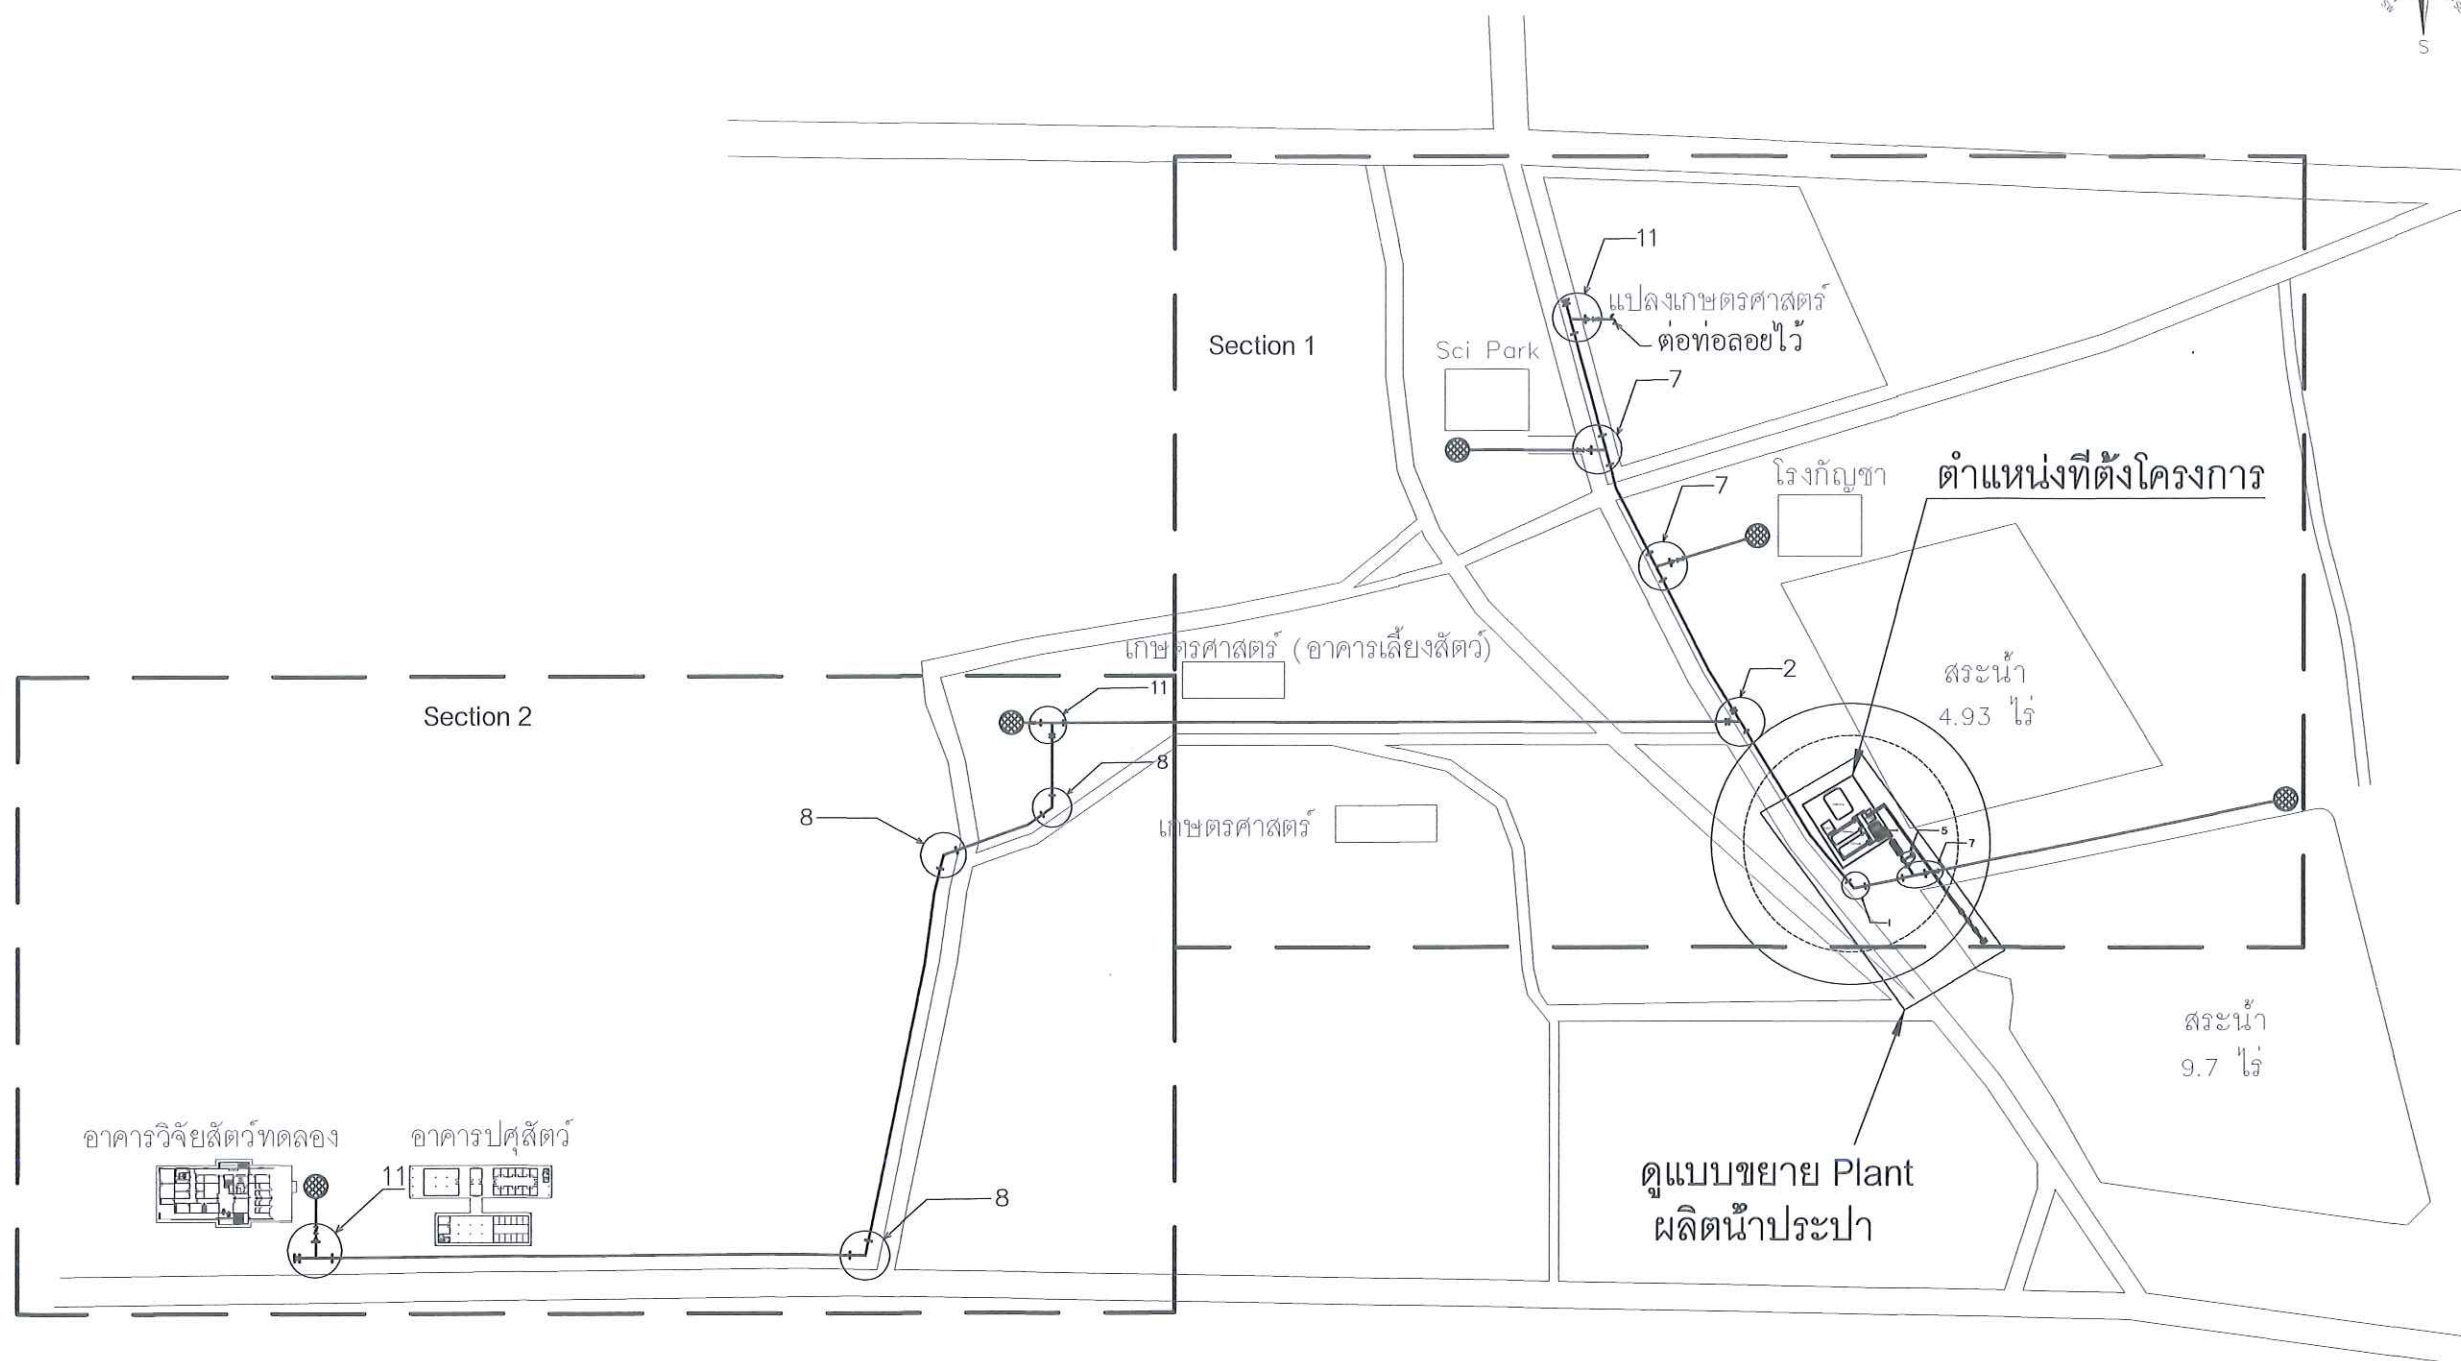 S
11
แปลงเกษตรศาสตร์
ต่อท่อลอยไว้
Section 1
Sci Park
7
โรงกัญชา
ตำแหน่งที่ตั้งโครงการ
7
เกษตรศาสตร์ (อาคารเลี้ยงสัตว์)
2
สระน้ำ
4.93 ไร่
Section 2
11
8
8
เกษตรศาสตร์
5
7
1
สระน้ำ
9.7 ไร่
อาคารวิจัยสัตว์ทดลอง
อาคารปศุสัตว์
11
8
ดูแบบขยาย Plant
ผลิตน้ำประปา